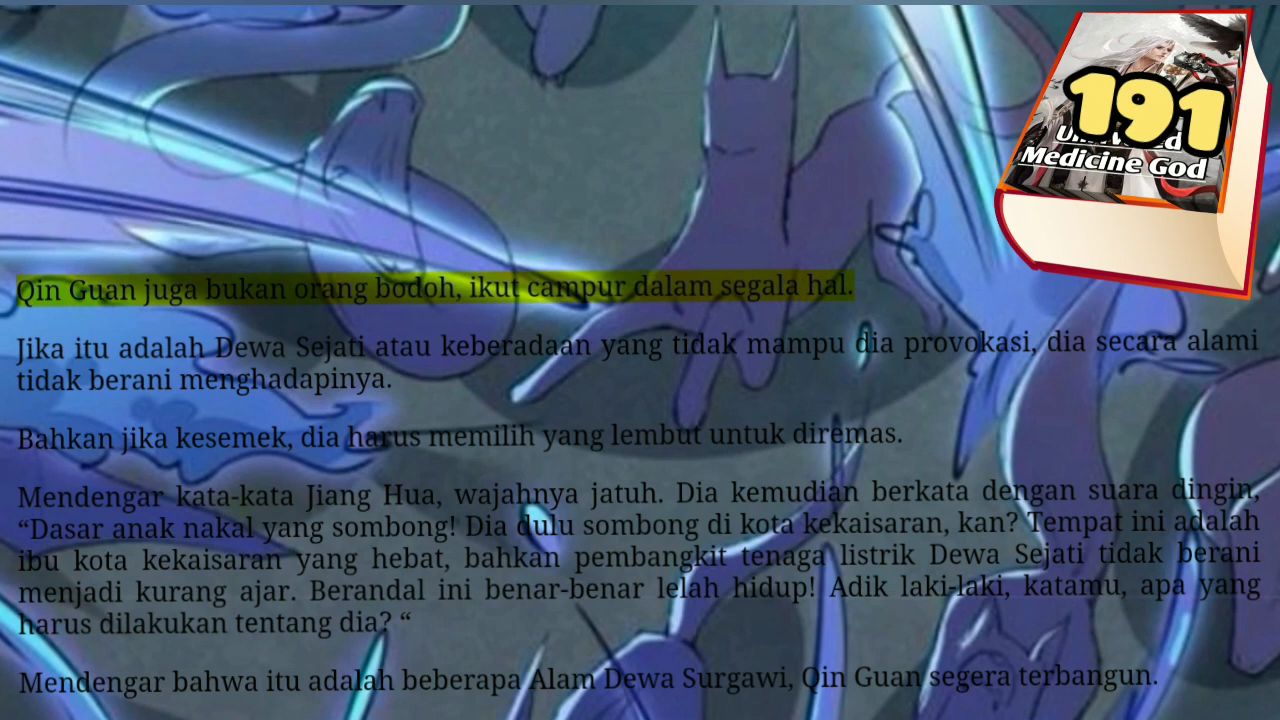 191
Medicine God
Qin Guan juga bukan orang bodoh, ikut campur dalam segala hal.
Jika itu adalah Dewa Sejati atau keberadaan yang tidak mampu dia provokasi, dia secara alami
tidak berani menghadapinya.
Bahkan jika kesemek, dia harus memilih yang lembut untuk diremas.
Mendengar kata-kata Jiang Hua, wajahnya jatuh. Dia kemudian berkata dengan suara dingin,
“Dasar anak nakal yang sombong! Dia dulu sombong di kota kekaisaran, kan? Tempat ini adalah
ibu kota kekaisaran yang hebat, bahkan pembangkit tenaga listrik Dewa Sejati tidak berani
menjadi kurang ajar. Berandal ini benar-benar lelah hidup! Adik laki-laki, katamu, apa yang
harus dilakukan tentang dia? “
Mendengar bahwa itu adalah beberapa Alam Dewa Surgawi, Qin Guan segera terbangun.